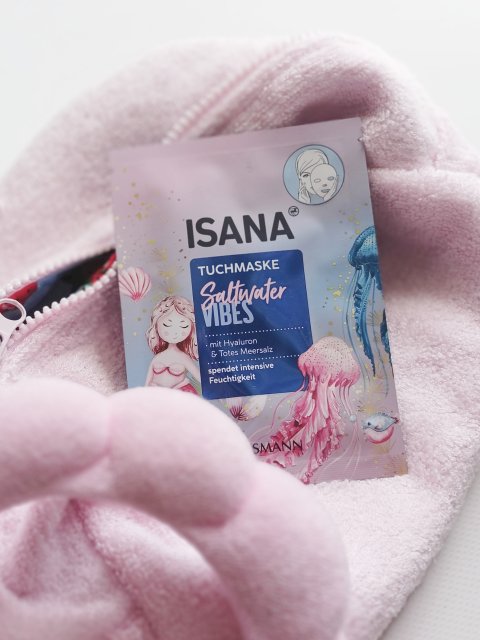 ISANA
TUCHMASKE
Saltwater
VIBES
mit Hyaluron
& Totes Meersalz
spendet intensive
Feuchtigkeit
SMANN